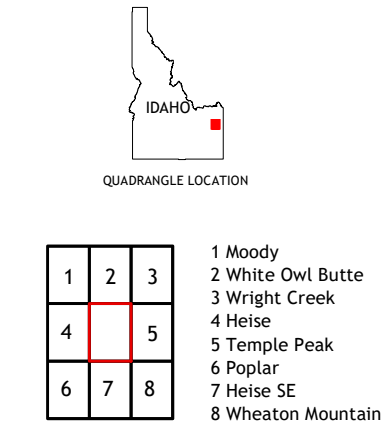 IDAHO
QUADRANGLE LOCATION
1 2 3
4 5
6 7 8
1 Moody
2 White Owl Butte
3 Wright Creek
4 Heise
5 Temple Peak
6 Poplar
7 Heise SE
8 Wheaton Mountain